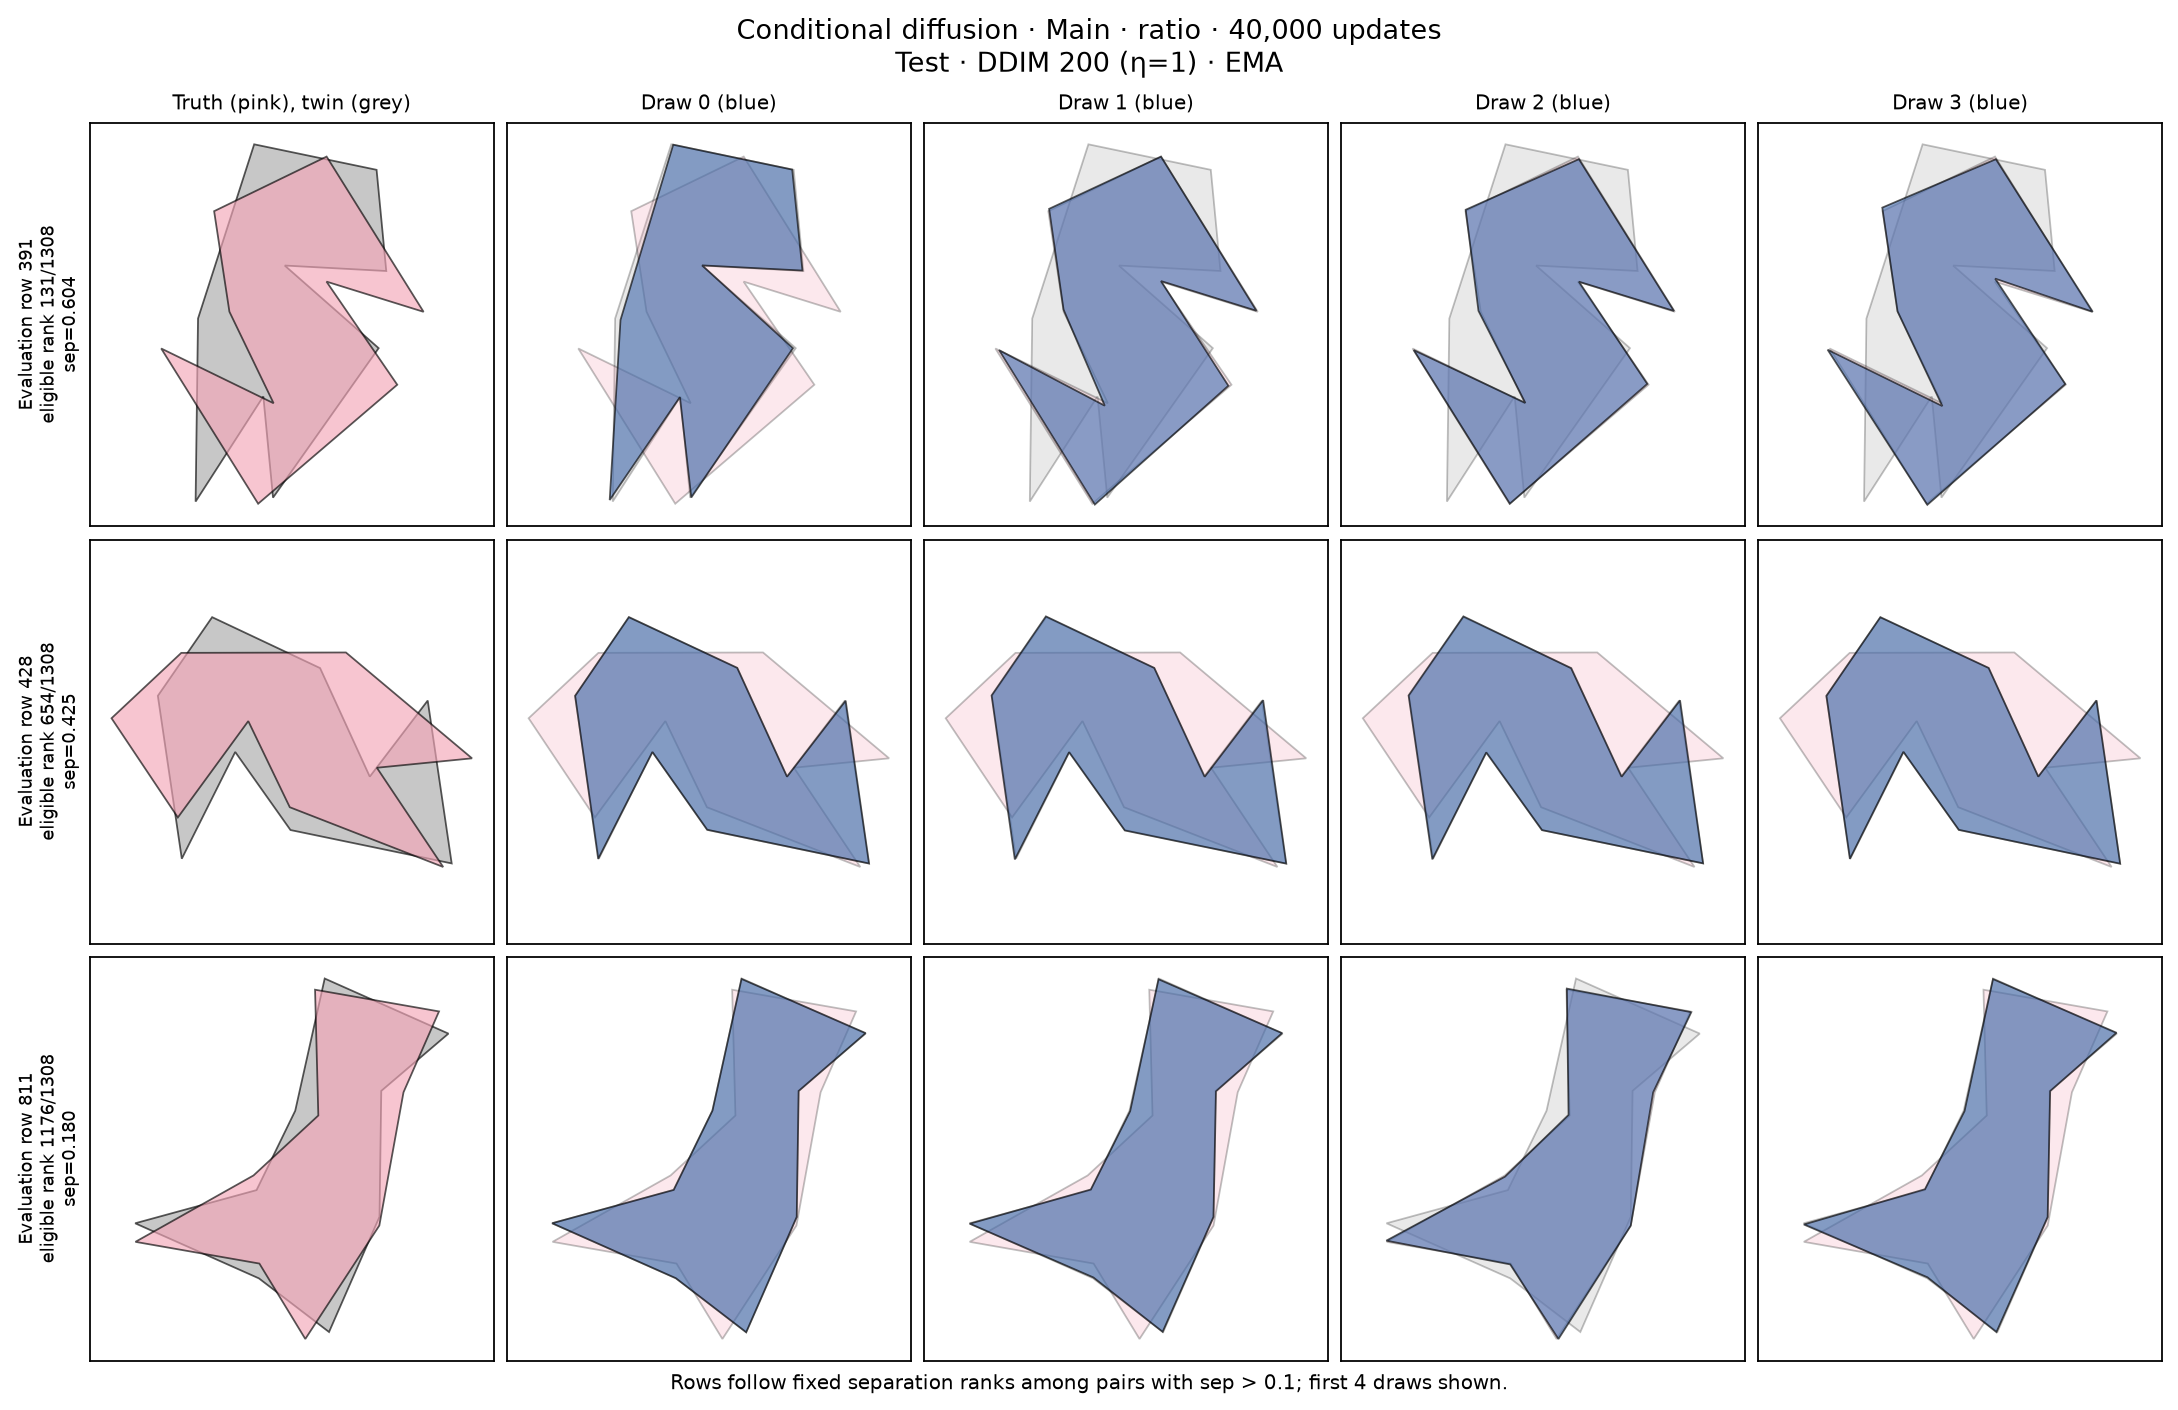 Conditional diffusion · Main · ratio · 40,000 updates
Test · DDIM 200 (η=1) · EMA
Truth (pink), twin (grey)
Draw 0 (blue)
Draw 1 (blue)
Draw 2 (blue)
Draw 3 (blue)
Evaluation row 391
eligible rank 131/1308
sep=0.604
Evaluation row 428
eligible rank 654/1308
sep=0.425
Evaluation row 811
eligible rank 1176/1308
sep=0.180
Rows follow fixed separation ranks among pairs with sep > 0.1; first 4 draws shown.